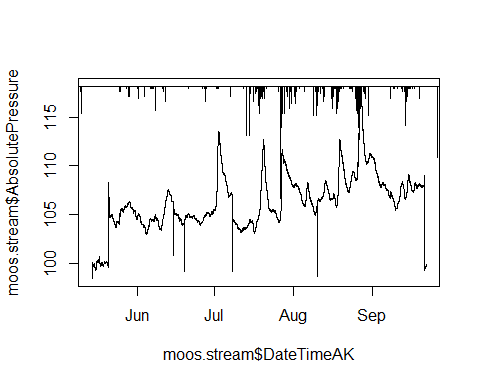 moos.stream$AbsolutePressure
115
110
105
100
Jun Jul Aug Sep
moos.stream$DateTimeAK